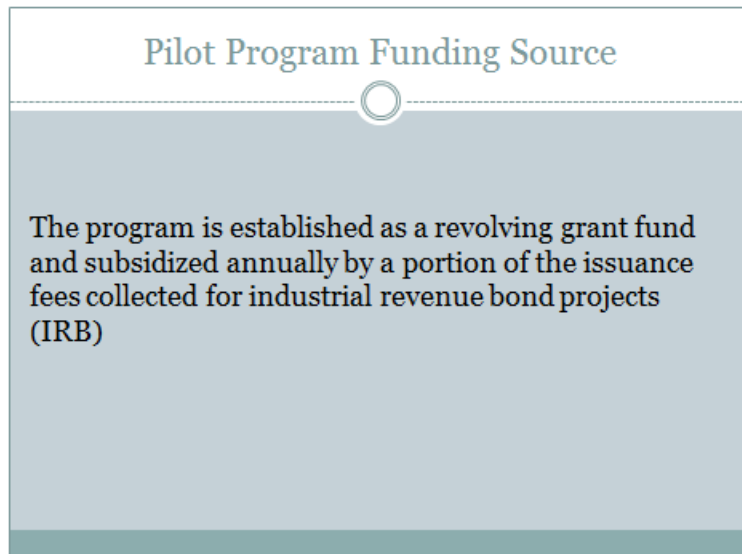 Pilot Program Funding Source
The program is established as a revolving grant fund
and subsidized annually by a portion of the issuance
fees collected for industrial revenue bond projects
(IRB)